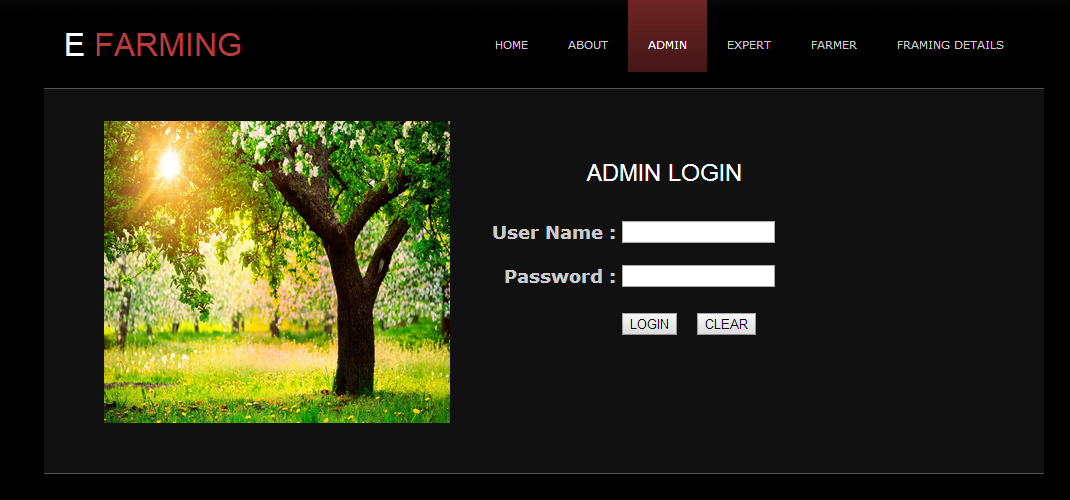 E FARMING
HOME ABOUT ADMIN EXPERT FARMER FRAMING DETAILS
ADMIN LOGIN
User Name :
Password :
LOGIN CLEAR